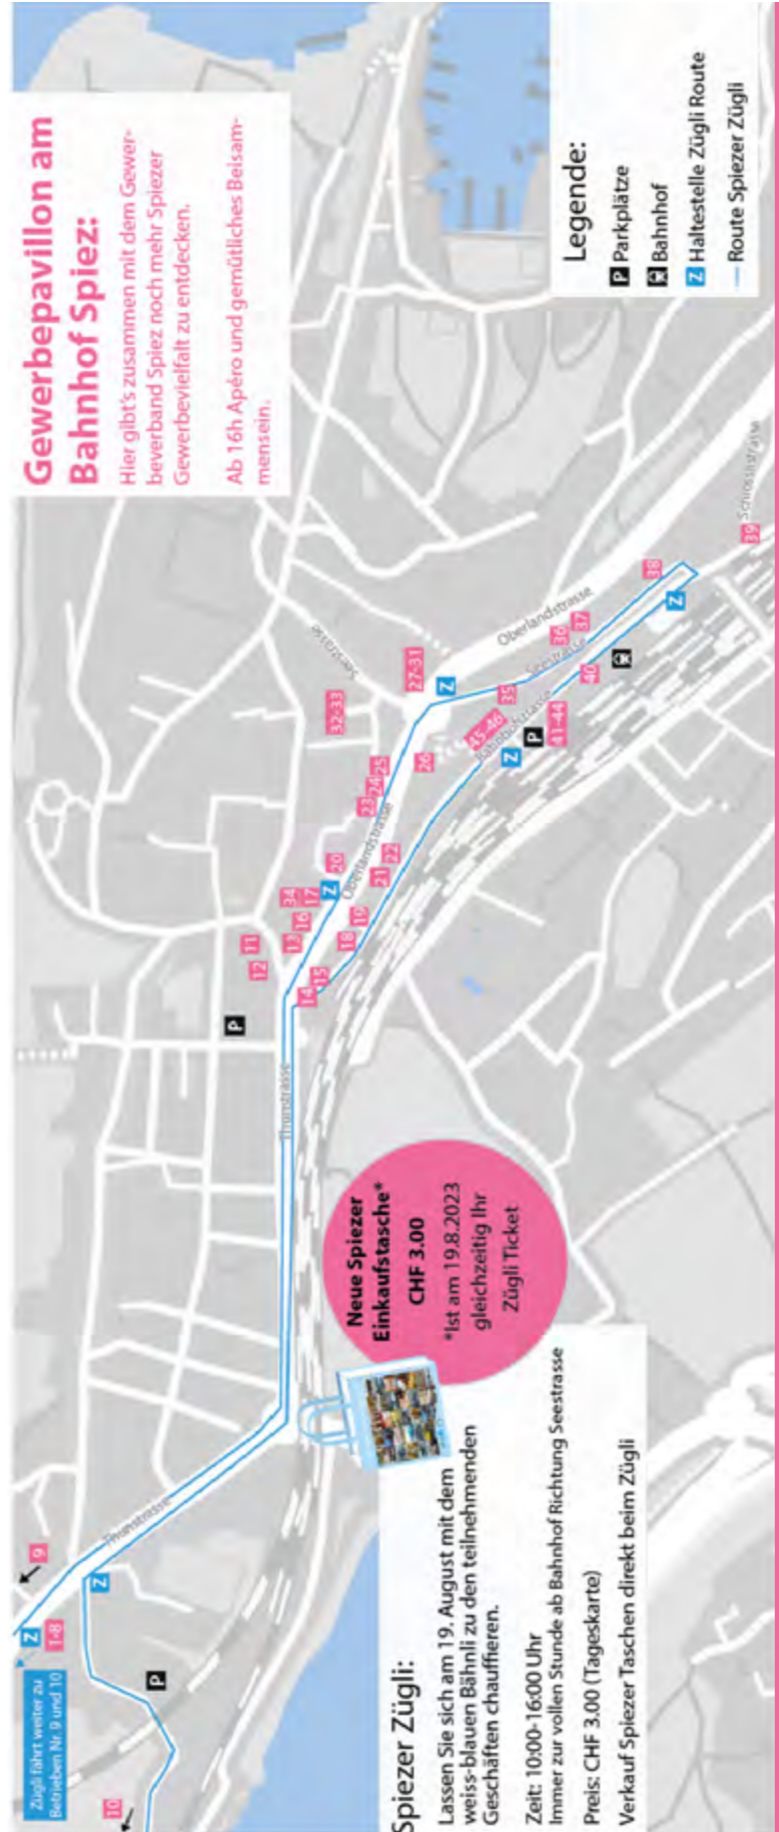 Gewerbepavillon am
Bahnhof Spiez:
Hier gibt's zusammen mit dem Gewer-
beverband Spiez noch mehr Spiezer
Gewerbevielfalt zu entdecken.
Ab 16h Apéro und gemütliches Beisam-
mensein.
Legende:
P Parkplätze
Bahnhof
Z Haltestelle Zügli Route
Route Spiezer Zügli
Zügli fährt weiter zu
Betrieben Nr. 9 und 10
Z
1-8
9
10
Z
P
Thunstrasse
Thunstrasse
P
12
11
14
15
13
16
34
17
Z
18
19
20
21
22
Oberlandstrasse
23
24
25
26
32-33
Seestrasse
27-31
Z
45-46
Bahnhofstrasse
Z
P
41-44
35
Seestrasse
Oberlandstrasse
36
37
40
38
Z
39
Schlösslistrasse
Neue Spiezer
Einkaufstasche*
CHF 3.00
*Ist am 19.8.2023
gleichzeitig Ihr
Zügli Ticket
Spiezer Zügli:
Lassen Sie sich am 19. August mit dem
weiss-blauen Bähnli zu den teilnehmenden
Geschäften chauffieren.
Zeit: 10:00-16:00 Uhr
Immer zur vollen Stunde ab Bahnhof Richtung Seestrasse
Preis: CHF 3.00 (Tageskarte)
Verkauf Spiezer Taschen direkt beim Zügli